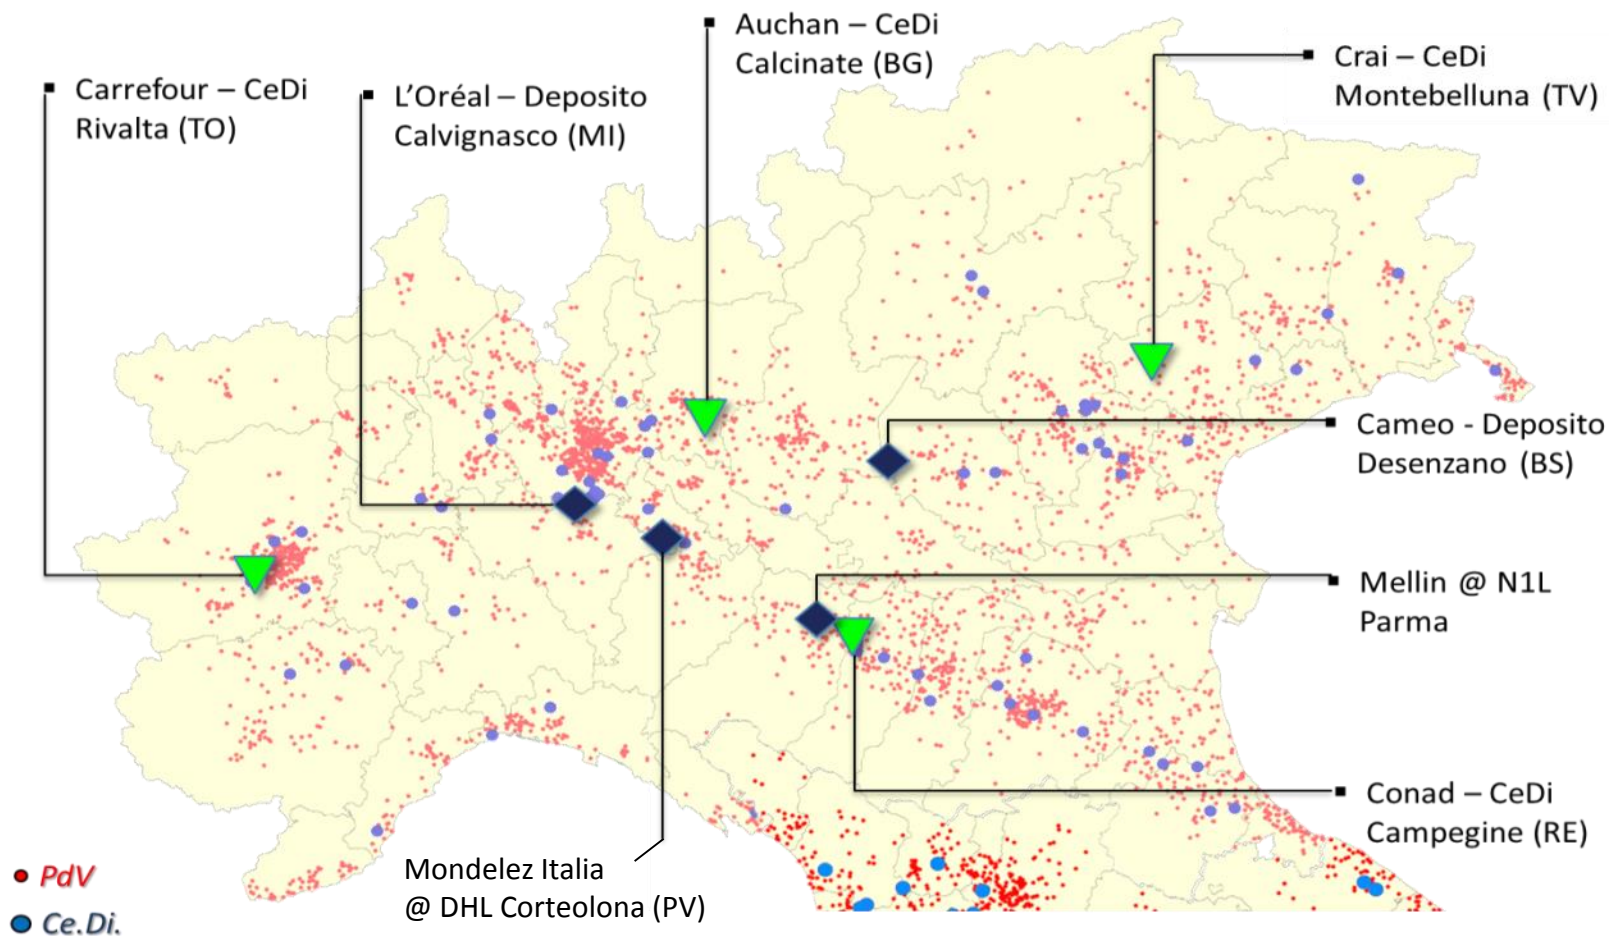 Auchan – CeDi
Calcinate (BG)
Crai – CeDi
Montebelluna (TV)
Carrefour – CeDi
Rivalta (TO)
L’Oréal – Deposito
Calvignasco (MI)
Cameo - Deposito
Desenzano (BS)
Mellin @ N1L
Parma
Conad – CeDi
Campegine (RE)
Mondelez Italia
@ DHL Corteolona (PV)
PdV
Ce.Di.